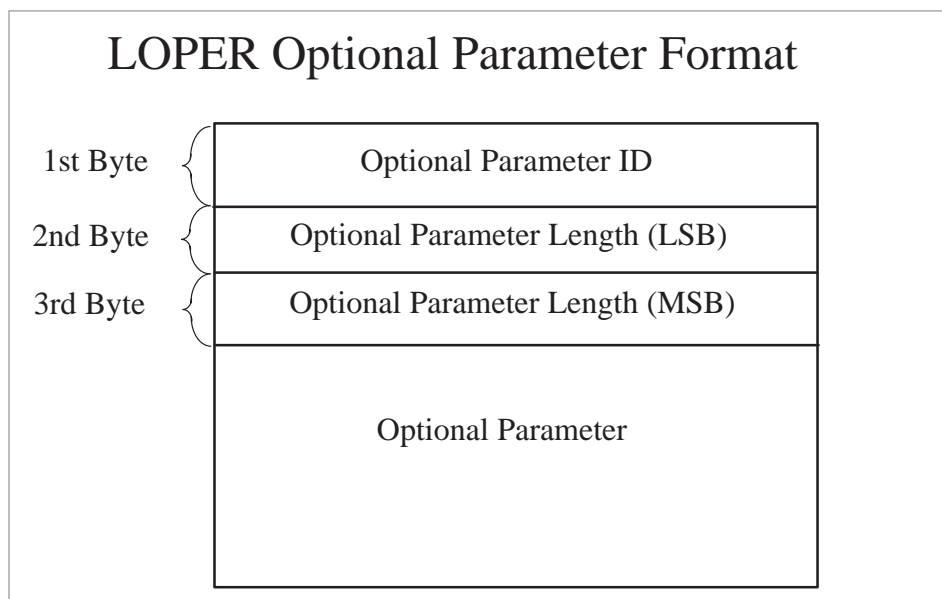 LOPER Optional Parameter Format
1st Byte
Optional Parameter ID
2nd Byte
Optional Parameter Length (LSB)
3rd Byte
Optional Parameter Length (MSB)
Optional Parameter